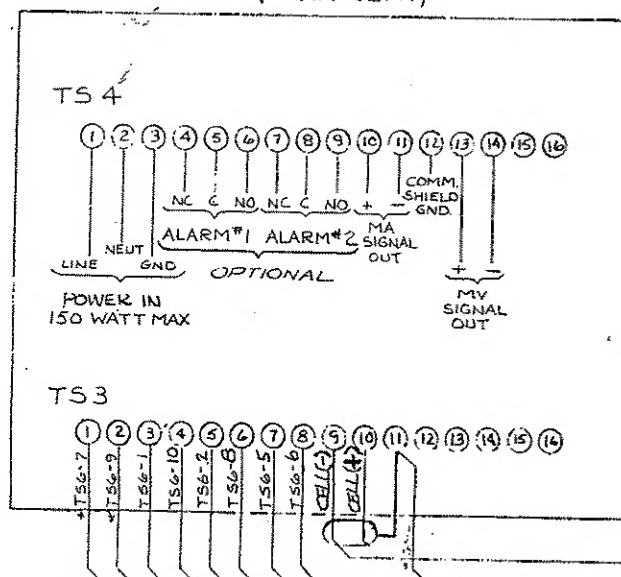 TS 4
1 2 3 4 5 6 7 8 9 10 11 12 13 14 15 16
NC C NO NC C NO + - COMM. SHIELD GND.
LINE NEUT GND ALARM #1 ALARM #2 MA SIGNAL OUT
OPTIONAL
+ -
POWER IN
150 WATT MAX
MV
SIGNAL
OUT
TS3
1 2 3 4 5 6 7 8 9 10 11 12 13 14 15 16
TS6-7
TS6-9
TS6-1
TS6-10
TS6-2
TS6-8
TS6-5
TS6-6
CELL(-)
CELL(+)